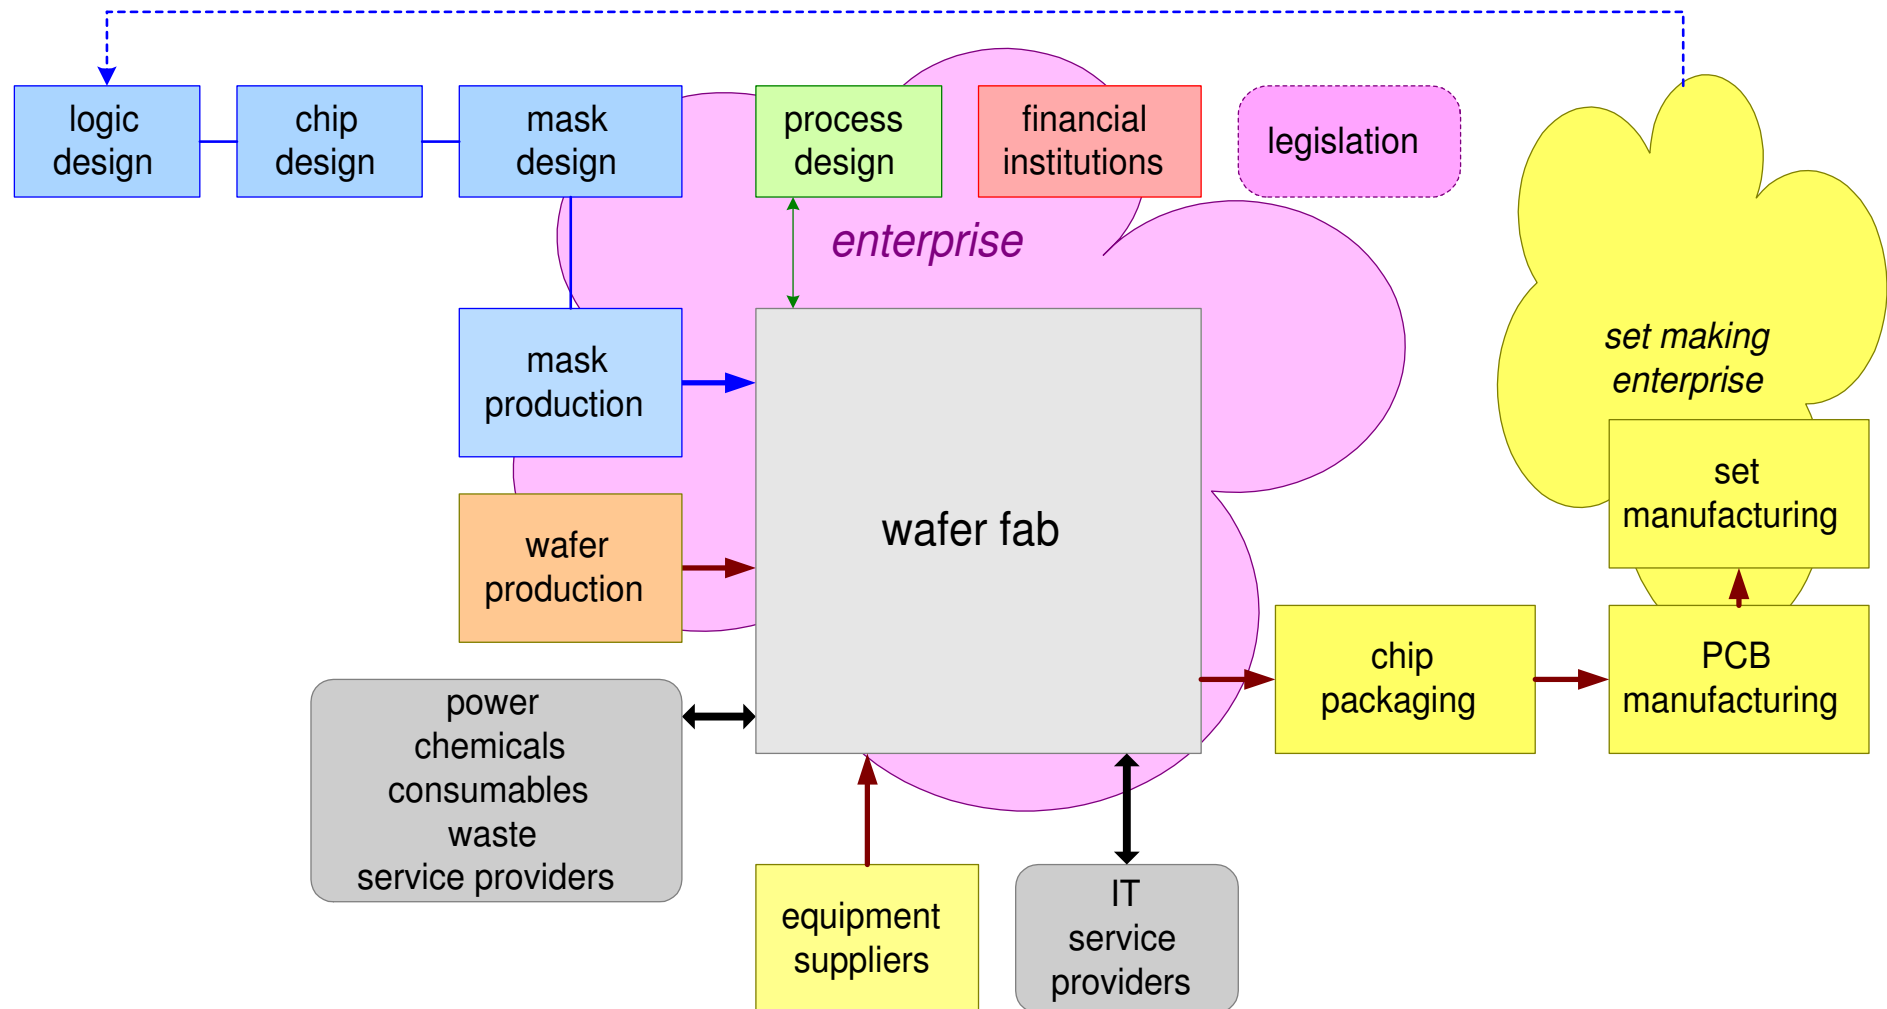 logic
design
chip
design
mask
design
process
design
financial
institutions
legislation
enterprise
set making
enterprise
mask
production
wafer fab
set
manufacturing
wafer
production
chip
packaging
PCB
manufacturing
power
chemicals
consumables
waste
service providers
equipment
suppliers
IT
service
providers